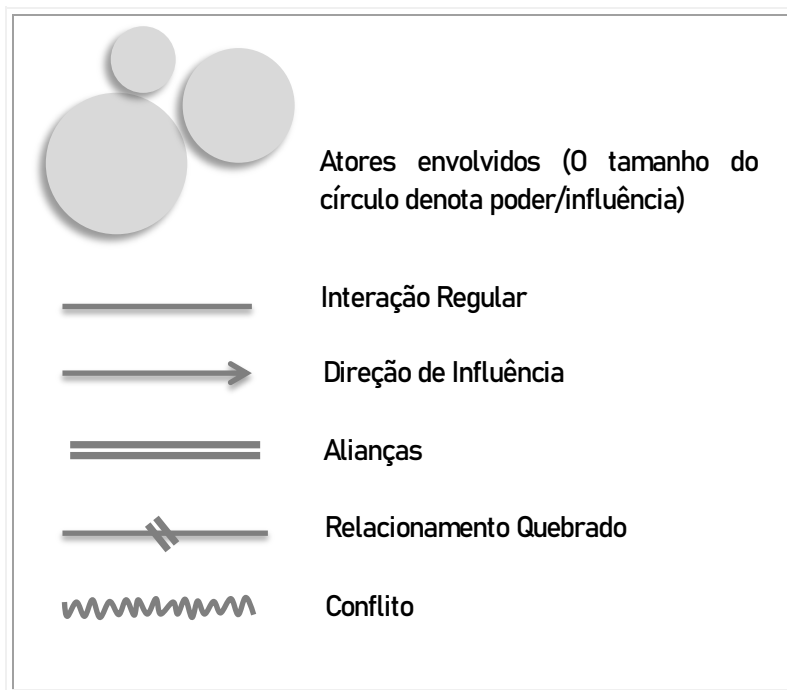 Atores envolvidos (O tamanho do
círculo denota poder/influência)
Interação Regular
Direção de Influência
Alianças
Relacionamento Quebrado
Conflito